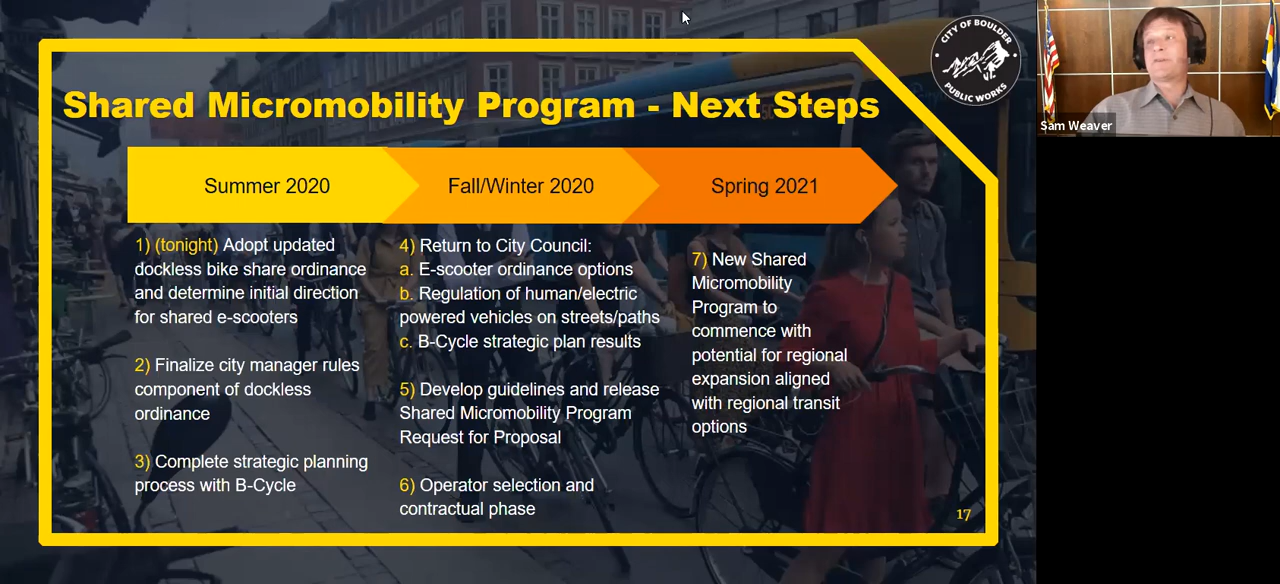 CITY OF BOULDER
PUBLIC WORKS
Sam Weaver
Shared Micromobility Program - Next Steps
Summer 2020
Fall/Winter 2020
Spring 2021
1) (tonight) Adopt updated
dockless bike share ordinance
and determine initial direction
for shared e-scooters
2) Finalize city manager rules
component of dockless
ordinance
3) Complete strategic planning
process with B-Cycle
4) Return to City Council:
a. E-scooter ordinance options
b. Regulation of human/electric
powered vehicles on streets/paths
c. B-Cycle strategic plan results
5) Develop guidelines and release
Shared Micromobility Program
Request for Proposal
6) Operator selection and
contractual phase
7) New Shared
Micromobility
Program to
commence with
potential for regional
expansion aligned
with regional transit
options
17